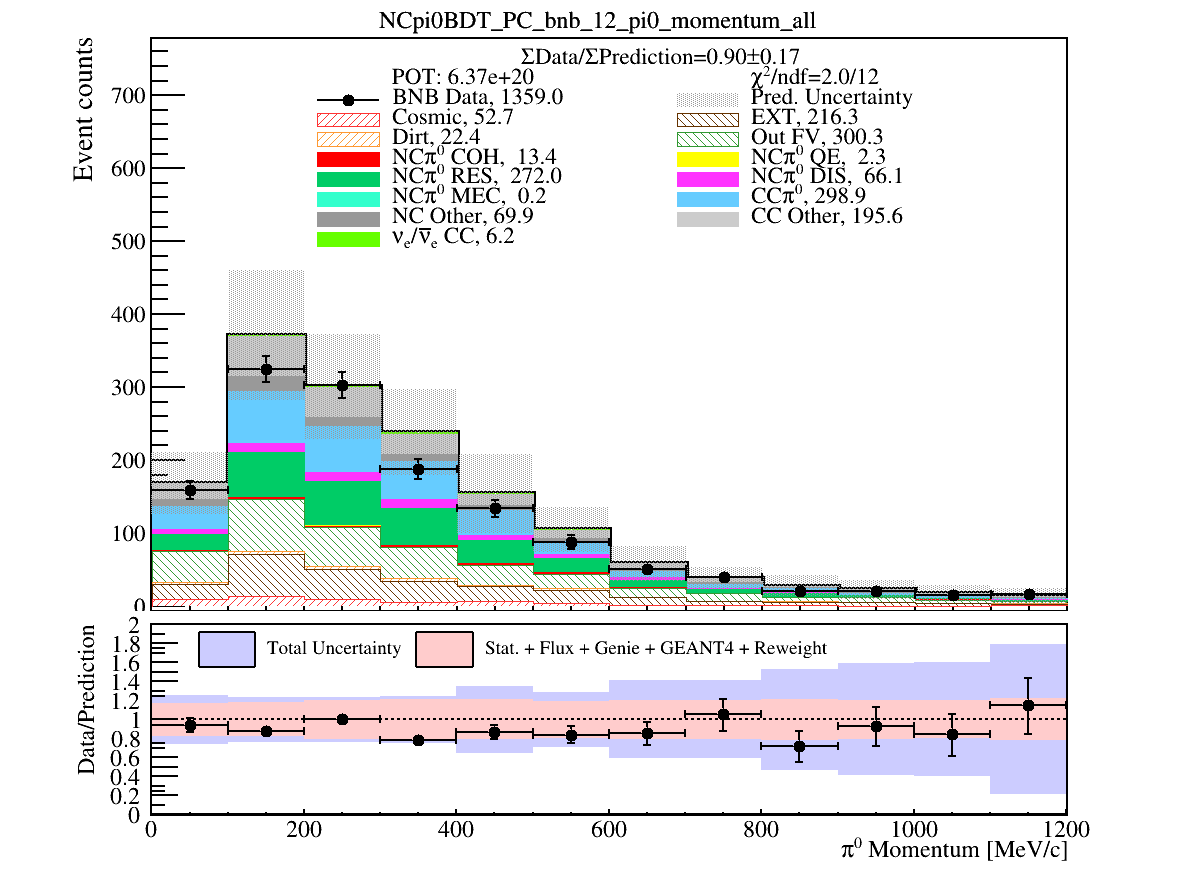 NCpi0BDT_PC_bnb_12_pi0_momentum_all
ΣData/ΣPrediction=0.90±0.17
POT: 6.37e+20
χ²/ndf=2.0/12
BNB Data, 1359.0
Pred. Uncertainty
Cosmic, 52.7
EXT, 216.3
Dirt, 22.4
Out FV, 300.3
NCπ⁰ COH, 13.4
NCπ⁰ QE, 2.3
NCπ⁰ RES, 272.0
NCπ⁰ DIS, 66.1
NCπ⁰ MEC, 0.2
CCπ⁰, 298.9
NC Other, 69.9
CC Other, 195.6
νₑ/ν̅ₑ CC, 6.2
Event counts
700
600
500
400
300
200
100
0
Total Uncertainty
Stat. + Flux + Genie + GEANT4 + Reweight
Data/Prediction
2
1.8
1.6
1.4
1.2
1
0.8
0.6
0.4
0.2
0
0 200 400 600 800 1000 1200
π⁰ Momentum [MeV/c]